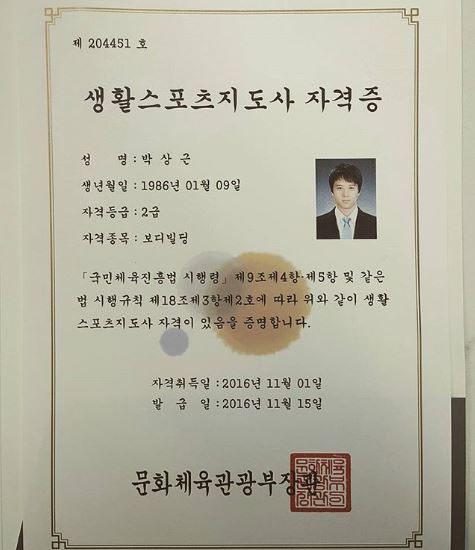 제 204451 호
생활스포츠지도사 자격증
성 명 : 박 상 근
생년월일 : 1986년 01월 09일
자격등급 : 2급
자격종목 : 보디빌딩
「국민체육진흥법 시행령」 제9조제4항·제5항 및 같은
법 시행규칙 제18조제3항제2호에 따라 위와 같이 생활
스포츠지도사 자격이 있음을 증명합니다.
자격취득일 : 2016년 11월 01일
발 급 일 : 2016년 11월 15일
문화체육관광부장관